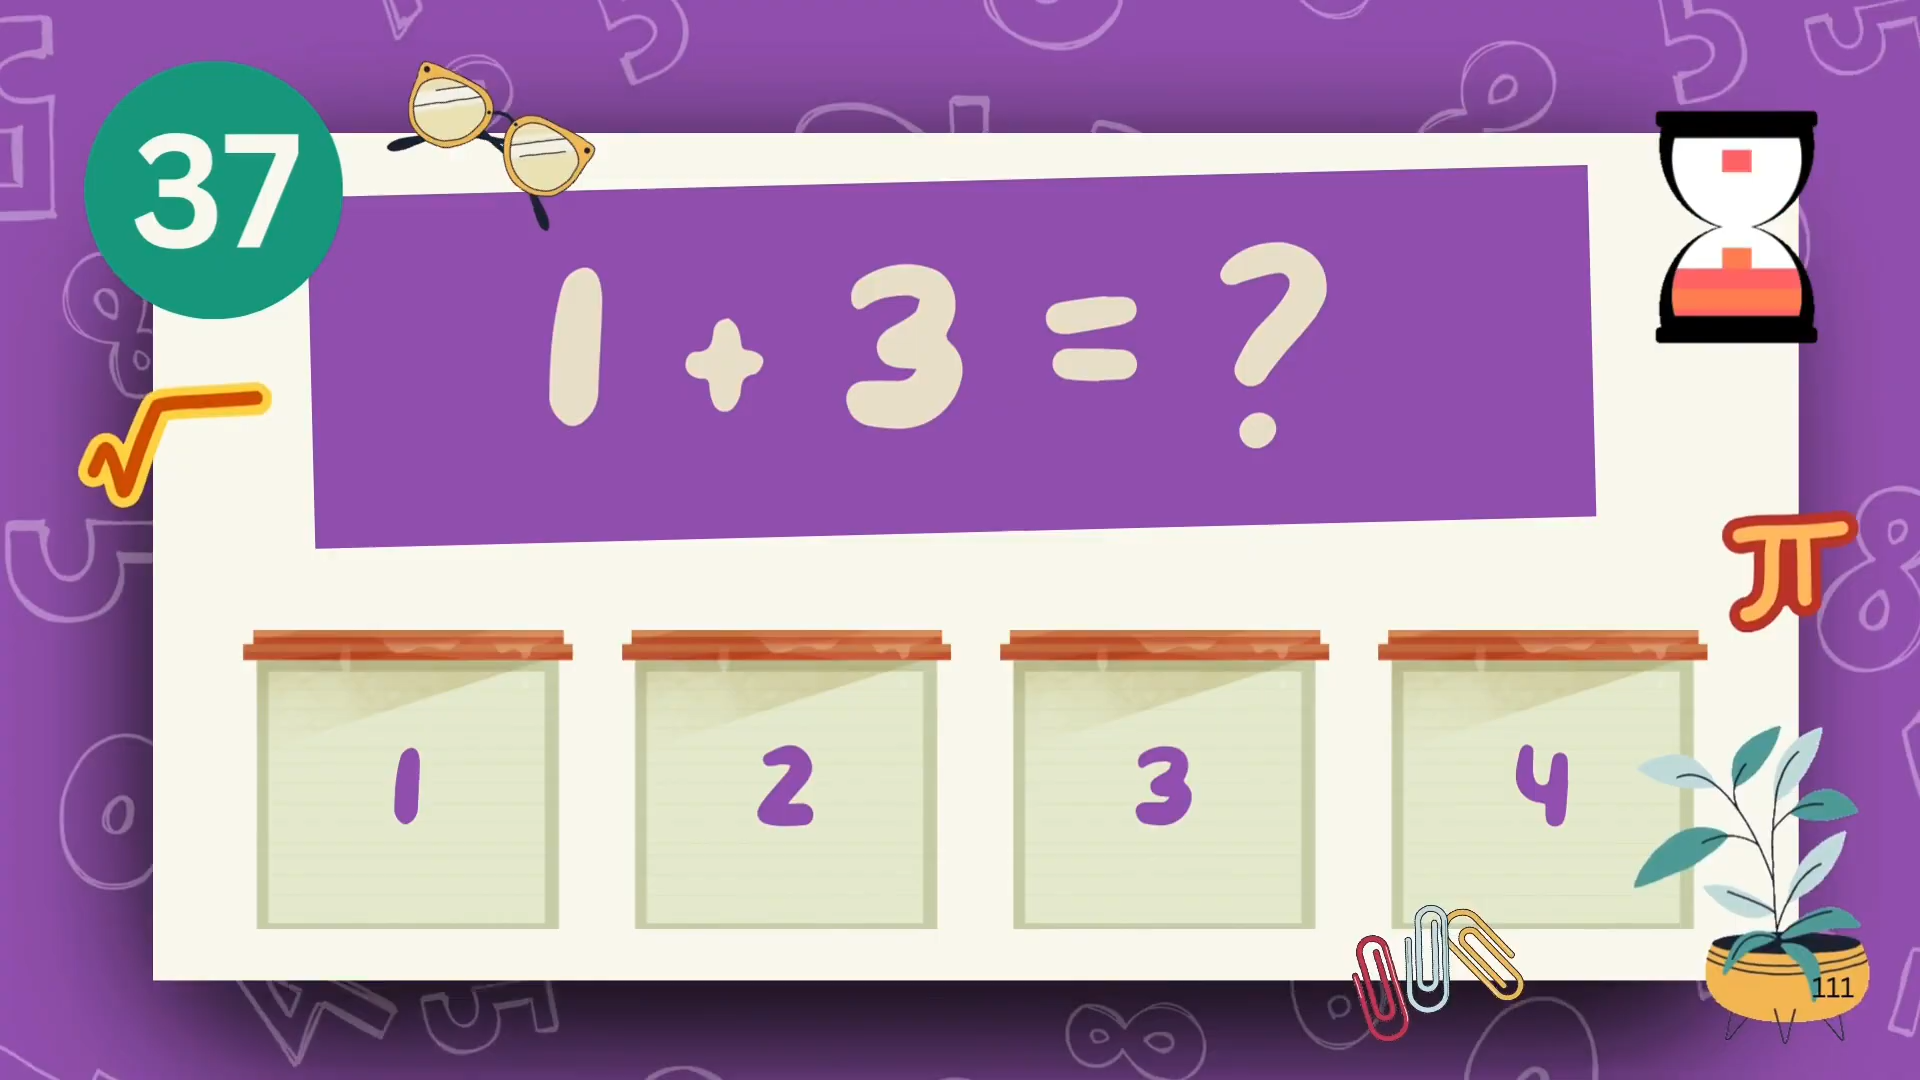 37
1 + 3 = ?
1 2 3 4
111